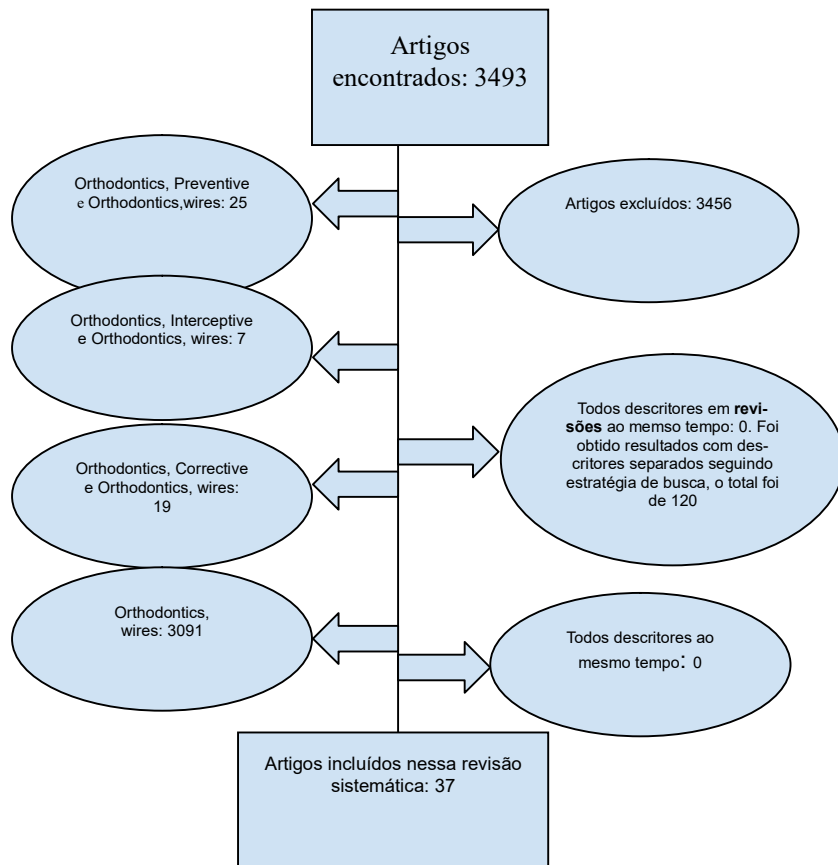 Artigos
encontrados: 3493
Orthodontics, Preventive
e Orthodontics,wires: 25
Artigos excluídos: 3456
Orthodontics, Interceptive
e Orthodontics, wires: 7
Todos descritores em revi-
sões ao memso tempo: 0. Foi
obtido resultados com des-
critores separados seguindo
estratégia de busca, o total foi
de 120
Orthodontics, Corrective
e Orthodontics, wires:
19
Orthodontics,
wires: 3091
Todos descritores ao
mesmo tempo: 0
Artigos incluídos nessa revisão
sistemática: 37